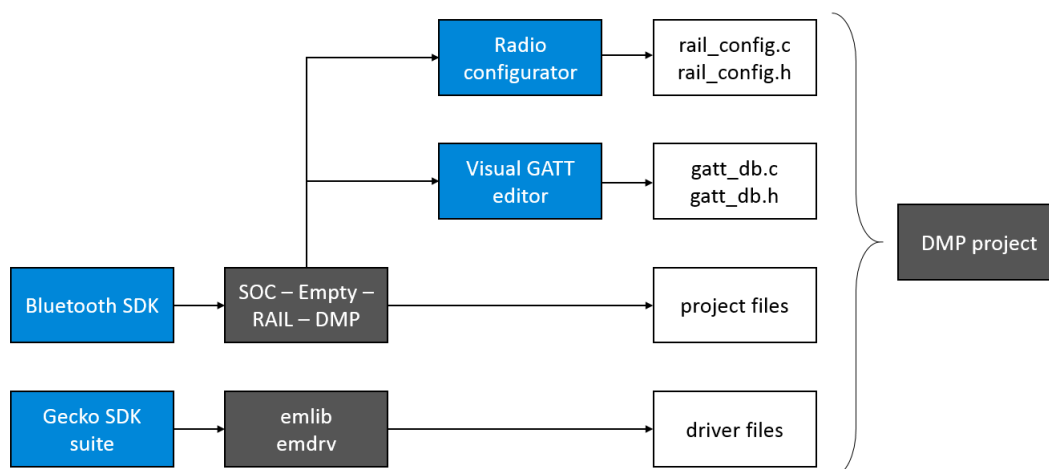 Radio
configurator
rail_config.c
rail_config.h
Visual GATT
editor
gatt_db.c
gatt_db.h
DMP project
Bluetooth SDK
SOC – Empty –
RAIL – DMP
project files
Gecko SDK
suite
emlib
emdrv
driver files